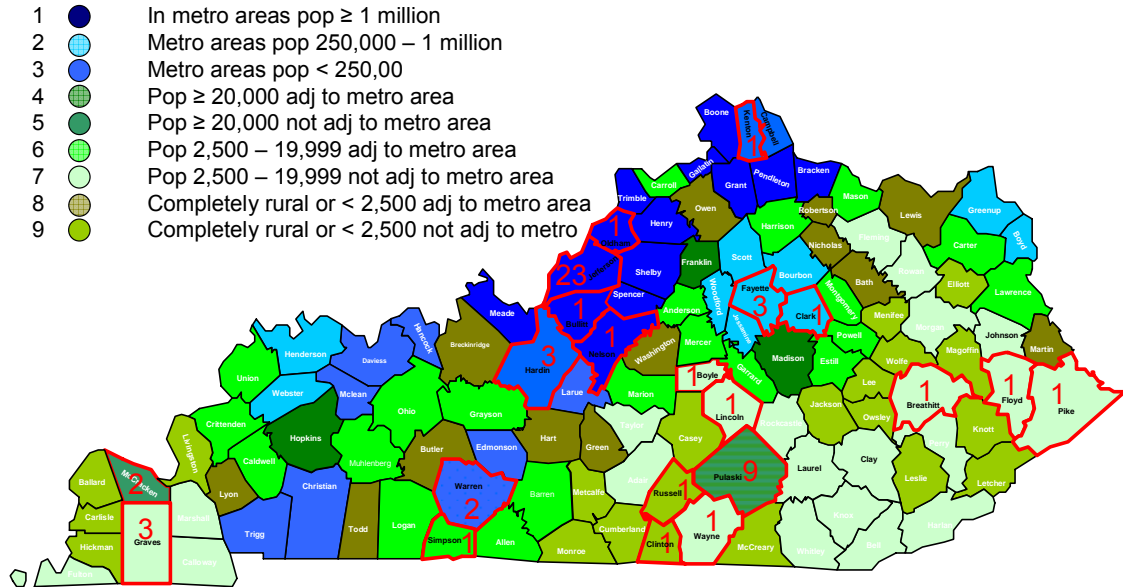 1 In metro areas pop ≥ 1 million
2 Metro areas pop 250,000 – 1 million
3 Metro areas pop < 250,00
4 Pop ≥ 20,000 adj to metro area
5 Pop ≥ 20,000 not adj to metro area
6 Pop 2,500 – 19,999 adj to metro area
7 Pop 2,500 – 19,999 not adj to metro area
8 Completely rural or < 2,500 adj to metro area
9 Completely rural or < 2,500 not adj to metro
Boone
Kenton
1
Campbell
Gallatin
Grant
Pendleton
Bracken
Carroll
Trimble
Owen
Robertson
Mason
Lewis
Greenup
Boyd
Oldham
1
Henry
Harrison
Nicholas
Fleming
Carter
Jefferson
23
Shelby
Franklin
Scott
Bourbon
Bath
Rowan
Elliott
Lawrence
Spencer
Anderson
Woodford
Fayette
3
Clark
1
Montgomery
Menifee
Morgan
Johnson
Martin
Meade
Bullitt
1
Nelson
1
Washington
Mercer
Jessamine
Madison
Powell
Estill
Wolfe
Magoffin
Hancock
Breckinridge
Hardin
3
Larue
Marion
Boyle
1
Garrard
Lee
Breathitt
1
Floyd
1
Pike
1
Henderson
Daviess
Union
Webster
Mclean
Ohio
Grayson
Hart
Green
Taylor
Casey
Lincoln
1
Rockcastle
Jackson
Owsley
Perry
Knott
Crittenden
Hopkins
Muhlenberg
Butler
Edmonson
Adair
Pulaski
9
Laurel
Clay
Leslie
Letcher
Livingston
Caldwell
Lyon
Christian
Warren
2
Barren
Metcalfe
Russell
1
Knox
Harlan
Ballard
McCracken
2
Carlisle
Graves
3
Marshall
Trigg
Todd
Logan
Simpson
1
Allen
Monroe
Cumberland
Clinton
1
Wayne
1
McCreary
Whitley
Bell
Hickman
Fulton
Calloway